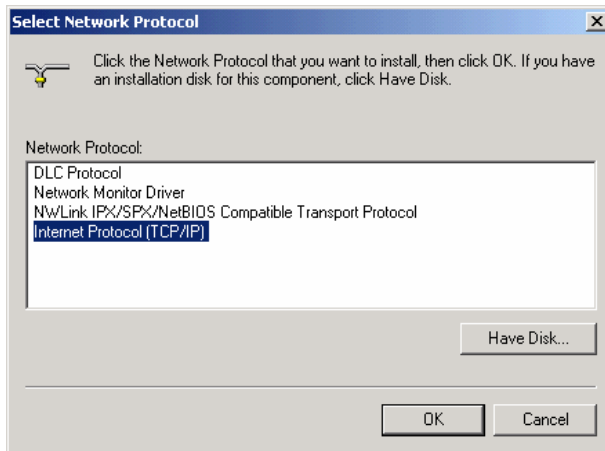 Select Network Protocol
Click the Network Protocol that you want to install, then click OK. If you have
an installation disk for this component, click Have Disk.
Network Protocol:
DLC Protocol
Network Monitor Driver
NWLink IPX/SPX/NetBIOS Compatible Transport Protocol
Internet Protocol (TCP/IP)
Have Disk...
OK
Cancel